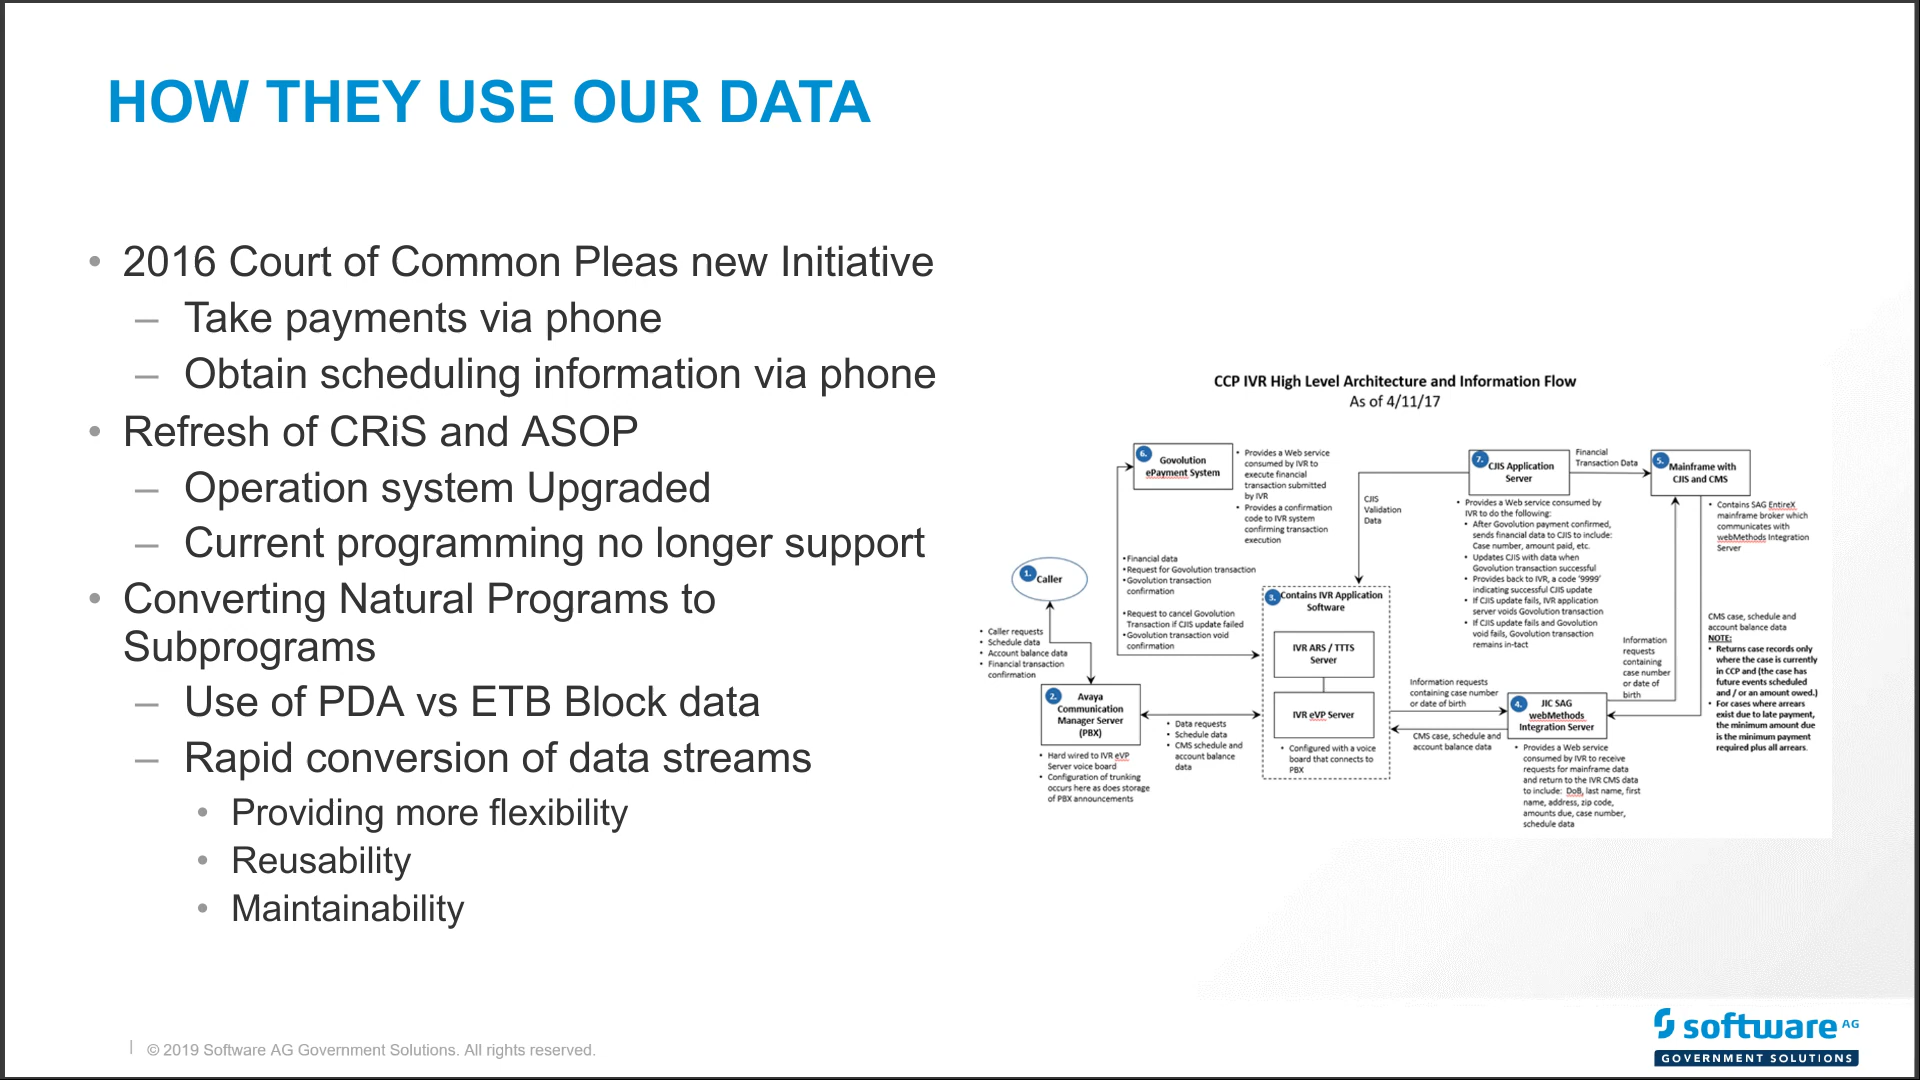 HOW THEY USE OUR DATA
• 2016 Court of Common Pleas new Initiative
– Take payments via phone
– Obtain scheduling information via phone
• Refresh of CRiS and ASOP
– Operation system Upgraded
– Current programming no longer support
• Converting Natural Programs to
Subprograms
– Use of PDA vs ETB Block data
– Rapid conversion of data streams
• Providing more flexibility
• Reusability
• Maintainability
CCP IVR High Level Architecture and Information Flow
As of 4/11/17
6.
Govolution
ePayment System
• Provides a Web service
consumed by IVR to
execute financial
transaction submitted
by IVR
• Provides a confirmation
code to IVR system
confirming transaction
execution
7.
CJIS Application
Server
Financial
Transaction Data
5.
Mainframe with
CJIS and CMS
CJIS
Validation
Data
• Provides a Web service consumed by
IVR to do the following:
• After Govolution payment confirmed,
sends financial data to CJIS to include:
Case number, amount paid, etc.
• Updates CJIS with data when
Govolution transaction successful
• Provides back to IVR, a code ‘9999’
indicating successful CJIS update
• If CJIS update fails, IVR application
server voids Govolution transaction
• If CJIS update fails and Govolution
void fails, Govolution transaction
remains in-tact
• Contains SAG EntireX
mainframe broker which
communicates with
webMethods Integration
Server
1.
Caller
•Financial data
•Request for Govolution transaction
•Govolution transaction
confirmation
•Request to cancel Govolution
Transaction if CJIS update failed
•Govolution transaction void
confirmation
3.
Contains IVR Application
Software
IVR ARS / TTTS
Server
IVR eVP Server
• Configured with a voice
board that connects to
PBX
• Caller requests
• Schedule data
• Account balance data
• Financial transaction
confirmation
2.
Avaya
Communication
Manager Server
(PBX)
• Hard wired to IVR eVP
Server voice board
• Configuration of trunking
occurs here as does storage
of PBX announcements
• Data requests
• Schedule data
• CMS schedule and
account balance
data
Information requests
containing case number
or date of birth
CMS case, schedule and
account balance data
4.
JIC SAG
webMethods
Integration Server
• Provides a Web service
consumed by IVR to receive
requests for mainframe data
and return to the IVR CMS data
to include: DoB, last name, first
name, address, zip code,
amounts due, case number,
schedule data
Information
requests
containing
case number
or date of
birth
CMS case, schedule and
account balance data
NOTE:
• Returns case records only
where the case is currently
in CCP and (the case has
future events scheduled
and / or an amount owed.)
• For cases where arrears
exist due to late payment,
the minimum amount due
is the minimum payment
required plus all arrears.
| © 2019 Software AG Government Solutions. All rights reserved.
software AG
GOVERNMENT SOLUTIONS